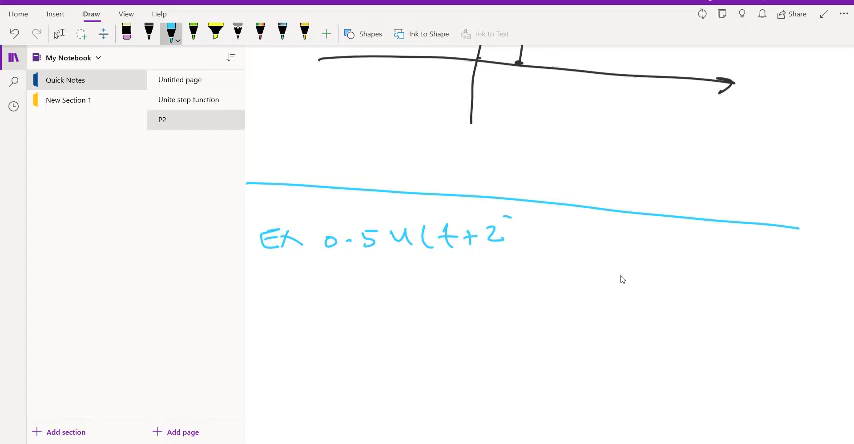 Home Insert Draw View Help
Share
Shapes Ink to Shape Ink to Text
My Notebook
Quick Notes Untitled page
New Section 1 Unite step function
P2
Ex 0.5 u(t+2
Add section Add page